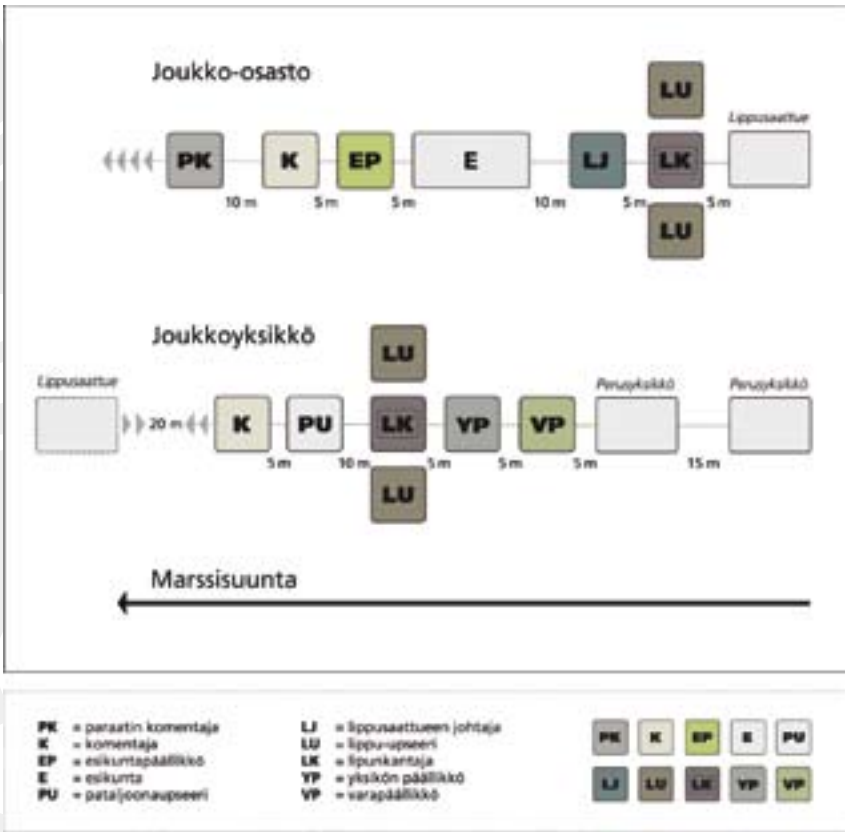 Joukko-osasto
LU
Lippusaattue
PK K EP E LJ LK
10 m 5 m 5 m 10 m 5 m 5 m
LU
Joukkoyksikkö
LU
Lippusaattue Perusyksikkö Perusyksikkö
20 m K PU LK YP VP
5 m 10 m 5 m 5 m 5 m 15 m
LU
Marssisuunta
PK = paraatin komentaja
K = komentaja
EP = esikuntapäällikkö
E = esikunta
PU = pataljoonaupseeri
LJ = lippusaattueen johtaja
LU = lippu-upseeri
LK = lipunkantaja
YP = yksikön päällikkö
VP = varapäällikkö
PK K EP E PU
LJ LU LK YP VP